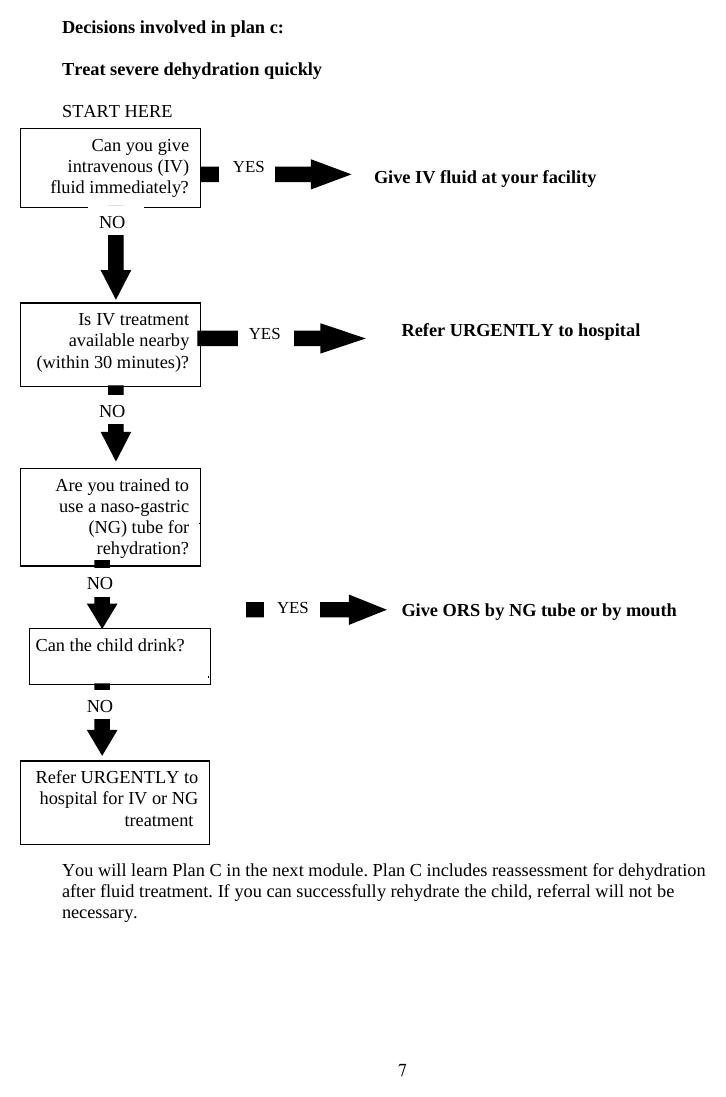 Decisions involved in plan c:
Treat severe dehydration quickly
START HERE
Can you give
intravenous (IV)
fluid immediately?
YES
Give IV fluid at your facility
NO
Is IV treatment
available nearby
(within 30 minutes)?
YES
Refer URGENTLY to hospital
NO
Are you trained to
use a naso-gastric
(NG) tube for
rehydration?
NO
YES
Give ORS by NG tube or by mouth
Can the child drink?
NO
Refer URGENTLY to
hospital for IV or NG
treatment
You will learn Plan C in the next module. Plan C includes reassessment for dehydration
after fluid treatment. If you can successfully rehydrate the child, referral will not be
necessary.
7